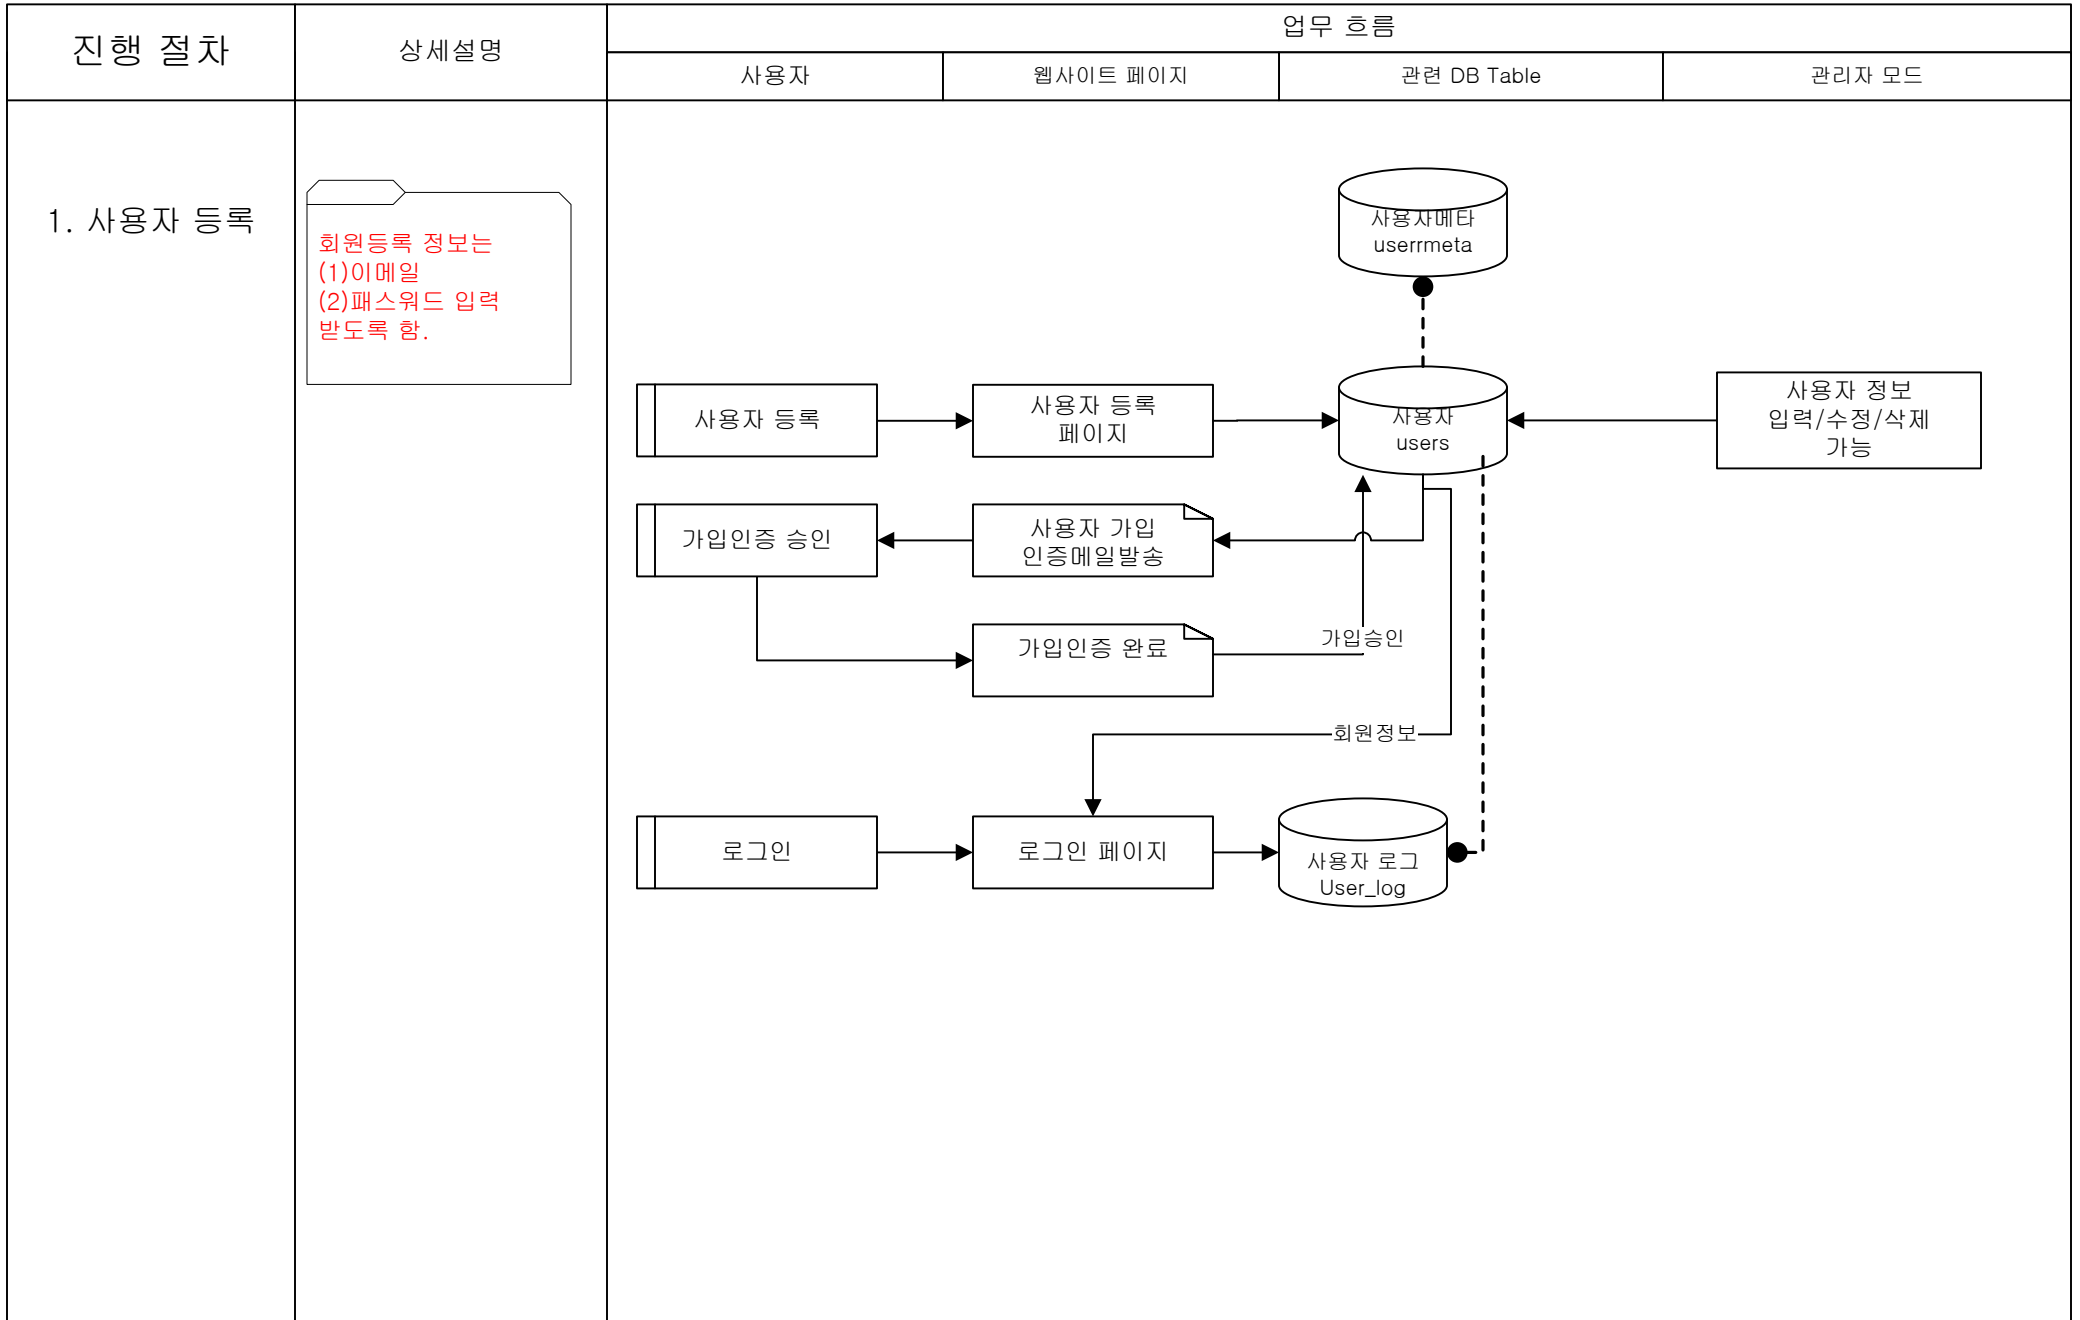 진행 절차
상세설명
업무 흐름
사용자
웹사이트 페이지
관련 DB Table
관리자 모드
1. 사용자 등록
회원등록 정보는
(1)이메일
(2)패스워드 입력
받도록 함.
사용자메타
userrmeta
사용자 등록
사용자 등록
페이지
사용자
users
사용자 정보
입력/수정/삭제
가능
가입인증 승인
사용자 가입
인증메일발송
가입인증 완료
가입승인
회원정보
로그인
로그인 페이지
사용자 로그
User_log